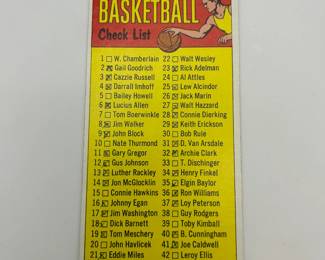 BASKETBALL
Check List
1 W. Chamberlain
2 Gail Goodrich
3 Cazzie Russell
4 Darrall Imhoff
5 Bailey Howell
6 Lucius Allen
7 Tom Boerwinkle
8 Jim Walker
9 John Block
10 Nate Thurmond
11 Gary Gregor
12 Gus Johnson
13 Luther Rackley
14 Jon McGlocklin
15 Connie Hawkins
16 Johnny Egan
17 Jim Washington
18 Dick Barnett
19 Tom Meschery
20 John Havlicek
21 Eddie Miles
22 Walt Wesley
23 Rick Adelman
24 Al Attles
25 Lew Alcindor
26 Jack Marin
27 Walt Hazzard
28 Connie Dierking
29 Keith Erickson
30 Bob Rule
31 D. Van Arsdale
32 Archie Clark
33 T. Dischinger
34 Henry Finkel
35 Elgin Baylor
36 Ron Williams
37 Loy Peterson
38 Guy Rodgers
39 Toby Kimball
40 B. Cunningham
41 Joe Caldwell
42 Leroy Ellis